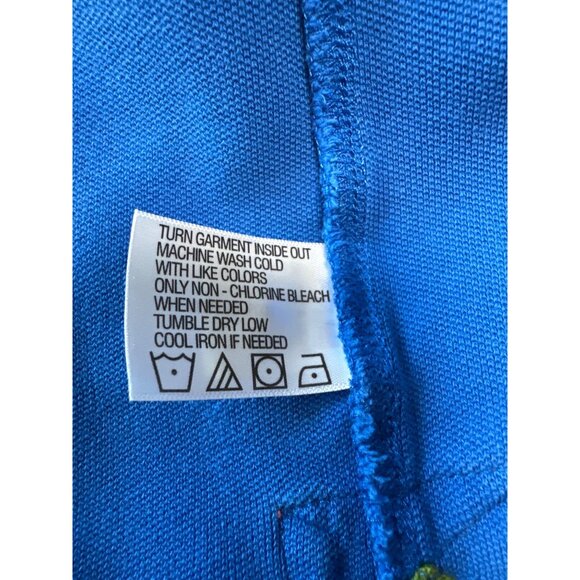 TURN GARMENT INSIDE OUT
MACHINE WASH COLD
WITH LIKE COLORS
ONLY NON - CHLORINE BLEACH
WHEN NEEDED
TUMBLE DRY LOW
COOL IRON IF NEEDED